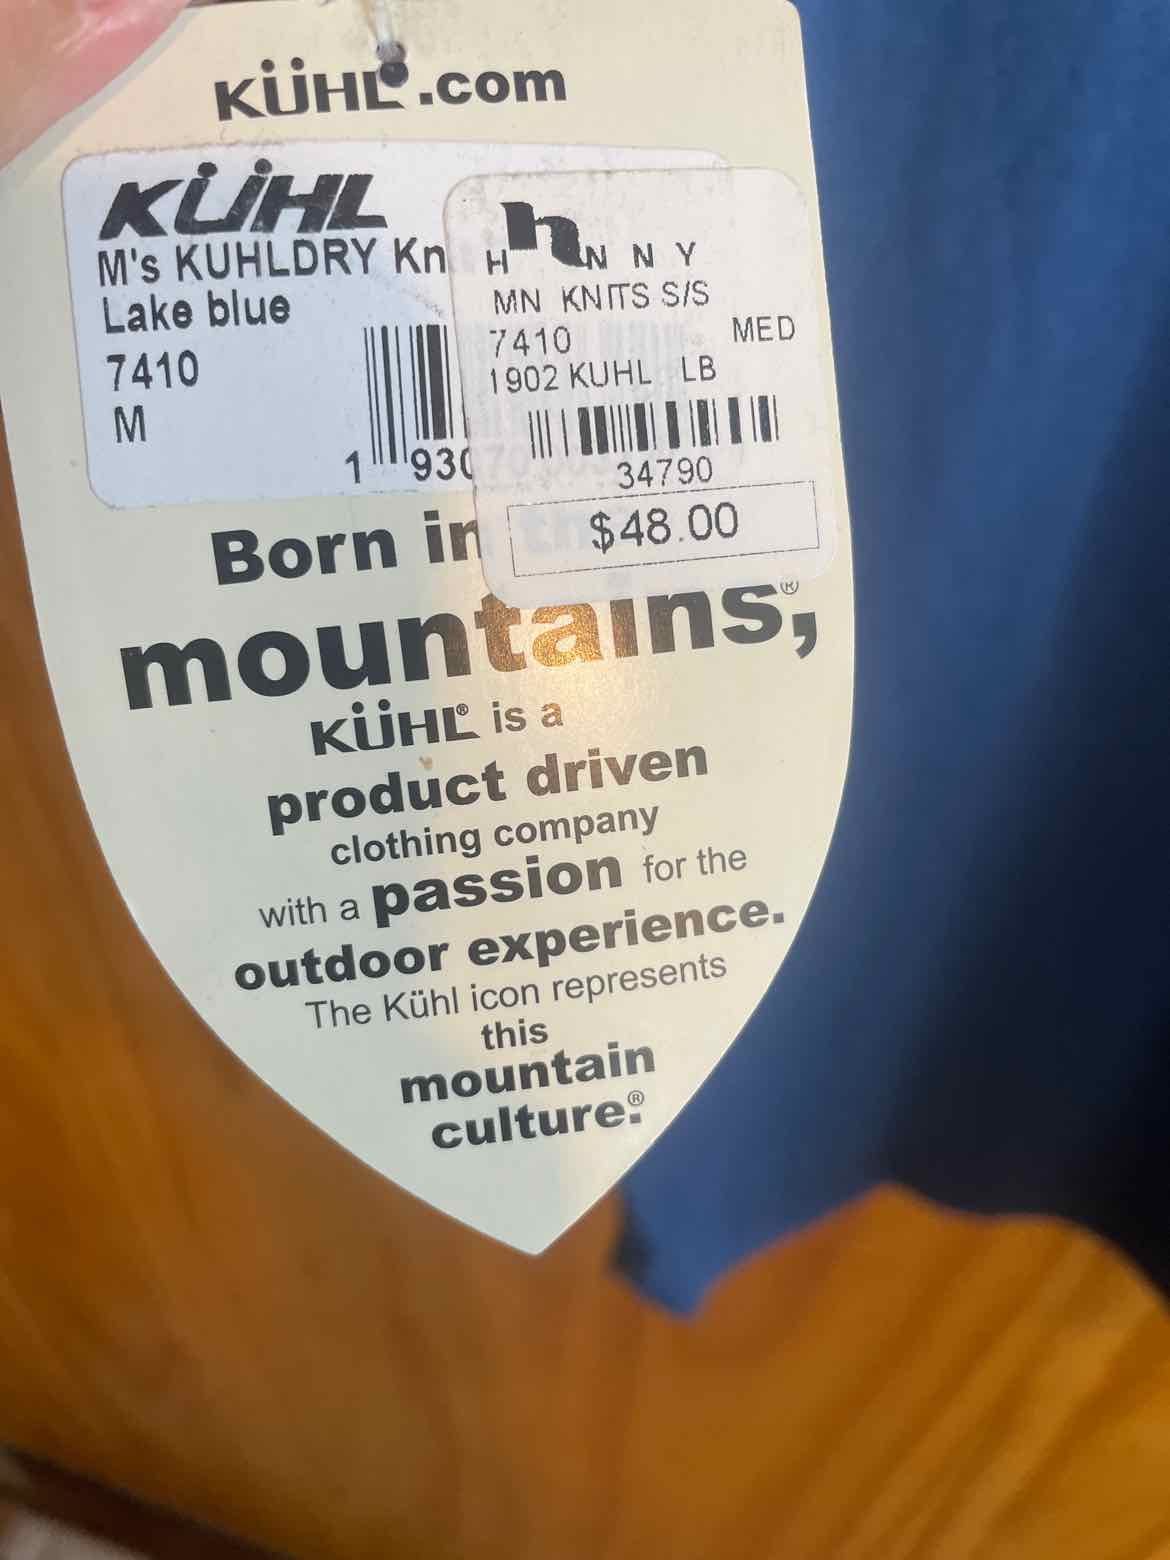 KÜHL.com
KÜHL
M's KUHLDRY Kn
Lake blue
7410
M
1 930
H N N Y
MN KNITS S/S
7410 MED
1902 KUHL LB
34790
$48.00
Born in the
mountains,®
KÜHL® is a
product driven
clothing company
with a passion for the
outdoor experience.
The Kühl icon represents
this
mountain
culture.®